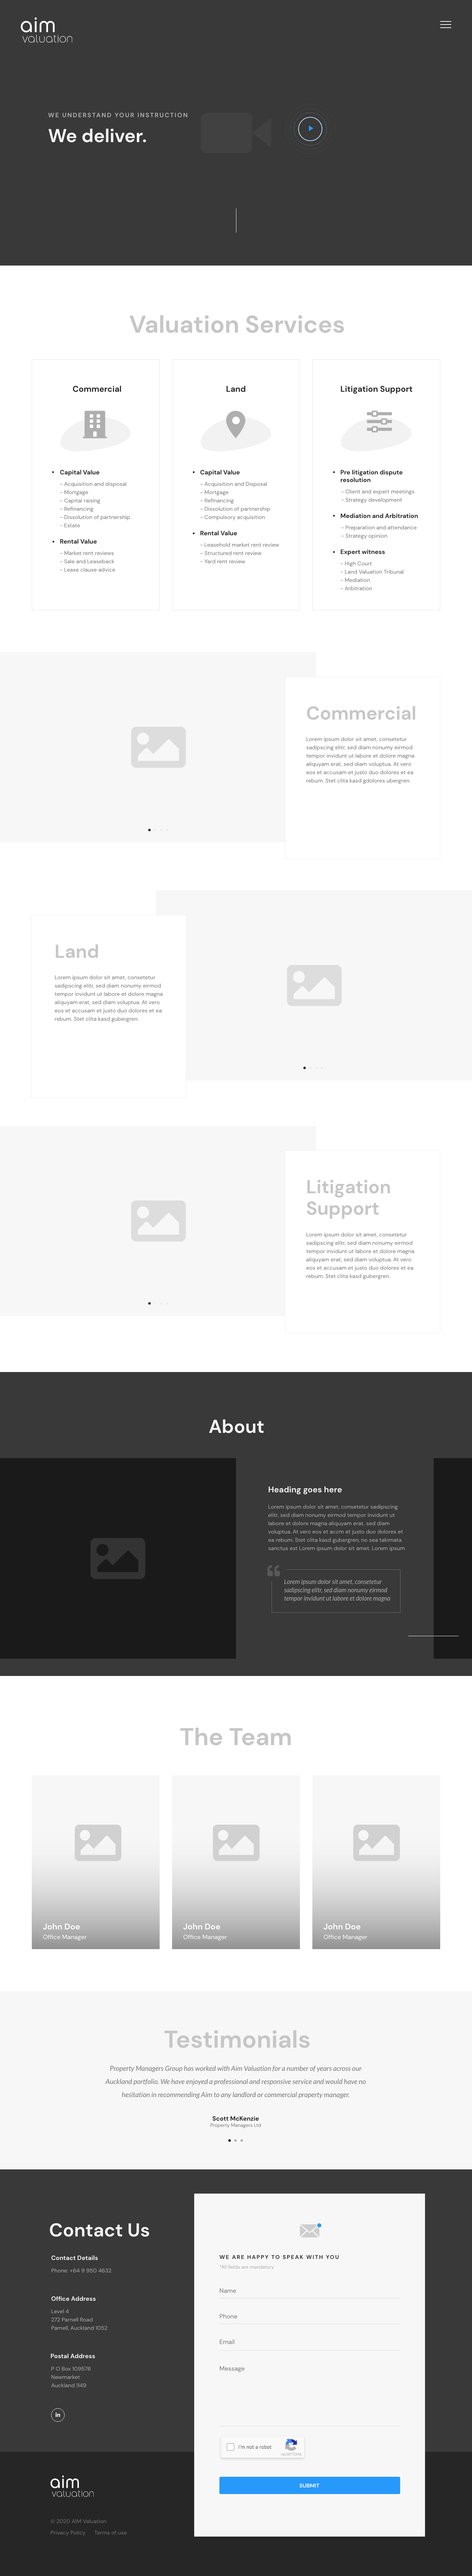 aim
valuation
WE UNDERSTAND YOUR INSTRUCTION
We deliver.
Valuation Services
Commercial
• Capital Value
- Acquisition and disposal
- Mortgage
- Capital raising
- Refinancing
- Dissolution of partnership
- Estate
• Rental Value
- Market rent reviews
- Sale and Leaseback
- Lease clause advice
Land
• Capital Value
- Acquisition and Disposal
- Mortgage
- Refinancing
- Dissolution of partnership
- Compulsory acquisition
• Rental Value
- Leasehold market rent review
- Structured rent review
- Yard rent review
Litigation Support
• Pre litigation dispute
resolution
- Client and expert meetings
- Strategy development
• Mediation and Arbitration
- Preparation and attendance
- Strategy opinion
• Expert witness
- High Court
- Land Valuation Tribunal
- Mediation
- Arbitration
Commercial
Lorem ipsum dolor sit amet, consetetur
sadipscing elitr, sed diam nonumy eirmod
tempor invidunt ut labore et dolore magna
aliquyam erat, sed diam voluptua. At vero
eos et accusam et justo duo dolores et ea
rebum. Stet clita kasd gdolores ubergren.
Land
Lorem ipsum dolor sit amet, consetetur
sadipscing elitr, sed diam nonumy eirmod
tempor invidunt ut labore et dolore magna
aliquyam erat, sed diam voluptua. At vero
eos et accusam et justo duo dolores et ea
rebum. Stet clita kasd gubergren.
Litigation
Support
Lorem ipsum dolor sit amet, consetetur
sadipscing elitr, sed diam nonumy eirmod
tempor invidunt ut labore et dolore magna
aliquyam erat, sed diam voluptua. At vero
eos et accusam et justo duo dolores et ea
rebum. Stet clita kasd gubergren.
About
Heading goes here
Lorem ipsum dolor sit amet, consetetur sadipscing
elitr, sed diam nonumy eirmod tempor invidunt ut
labore et dolore magna aliquyam erat, sed diam
voluptua. At vero eos et accusam et justo duo dolores et
ea rebum. Stet clita kasd gubergren, no sea takimata
sanctus est Lorem ipsum dolor sit amet. Lorem ipsum
Lorem ipsum dolor sit amet, consetetur
sadipscing elitr, sed diam nonumy eirmod
tempor invidunt ut labore et dolore magna
The Team
John Doe
Office Manager
John Doe
Office Manager
John Doe
Office Manager
Testimonials
Property Managers Group has worked with Aim Valuation for a number of years across our
Auckland portfolio. We have enjoyed a professional and responsive service and would have no
hesitation in recommending Aim to any landlord or commercial property manager.
Scott McKenzie
Property Managers Ltd
Contact Us
Contact Details
Phone: +64 9 950 4632
Office Address
Level 4
272 Parnell Road
Parnell, Auckland 1052
Postal Address
P O Box 109576
Newmarket
Auckland 1149
in
WE ARE HAPPY TO SPEAK WITH YOU
*All fields are mandatory
Name
Phone
Email
Message
I'm not a robot
reCAPTCHA
SUBMIT
aim
valuation
© 2020 AIM Valuation
Privacy Policy Terms of use